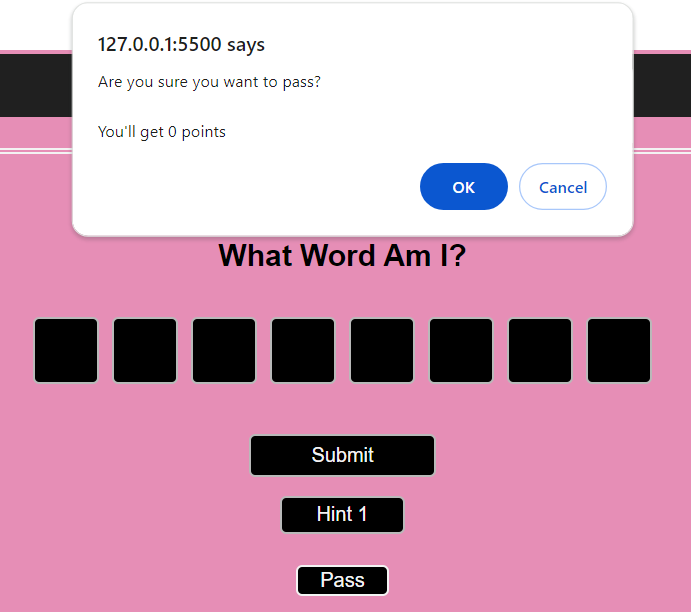 127.0.0.1:5500 says
Are you sure you want to pass?
You'll get 0 points
OK
Cancel
What Word Am I?
Submit
Hint 1
Pass